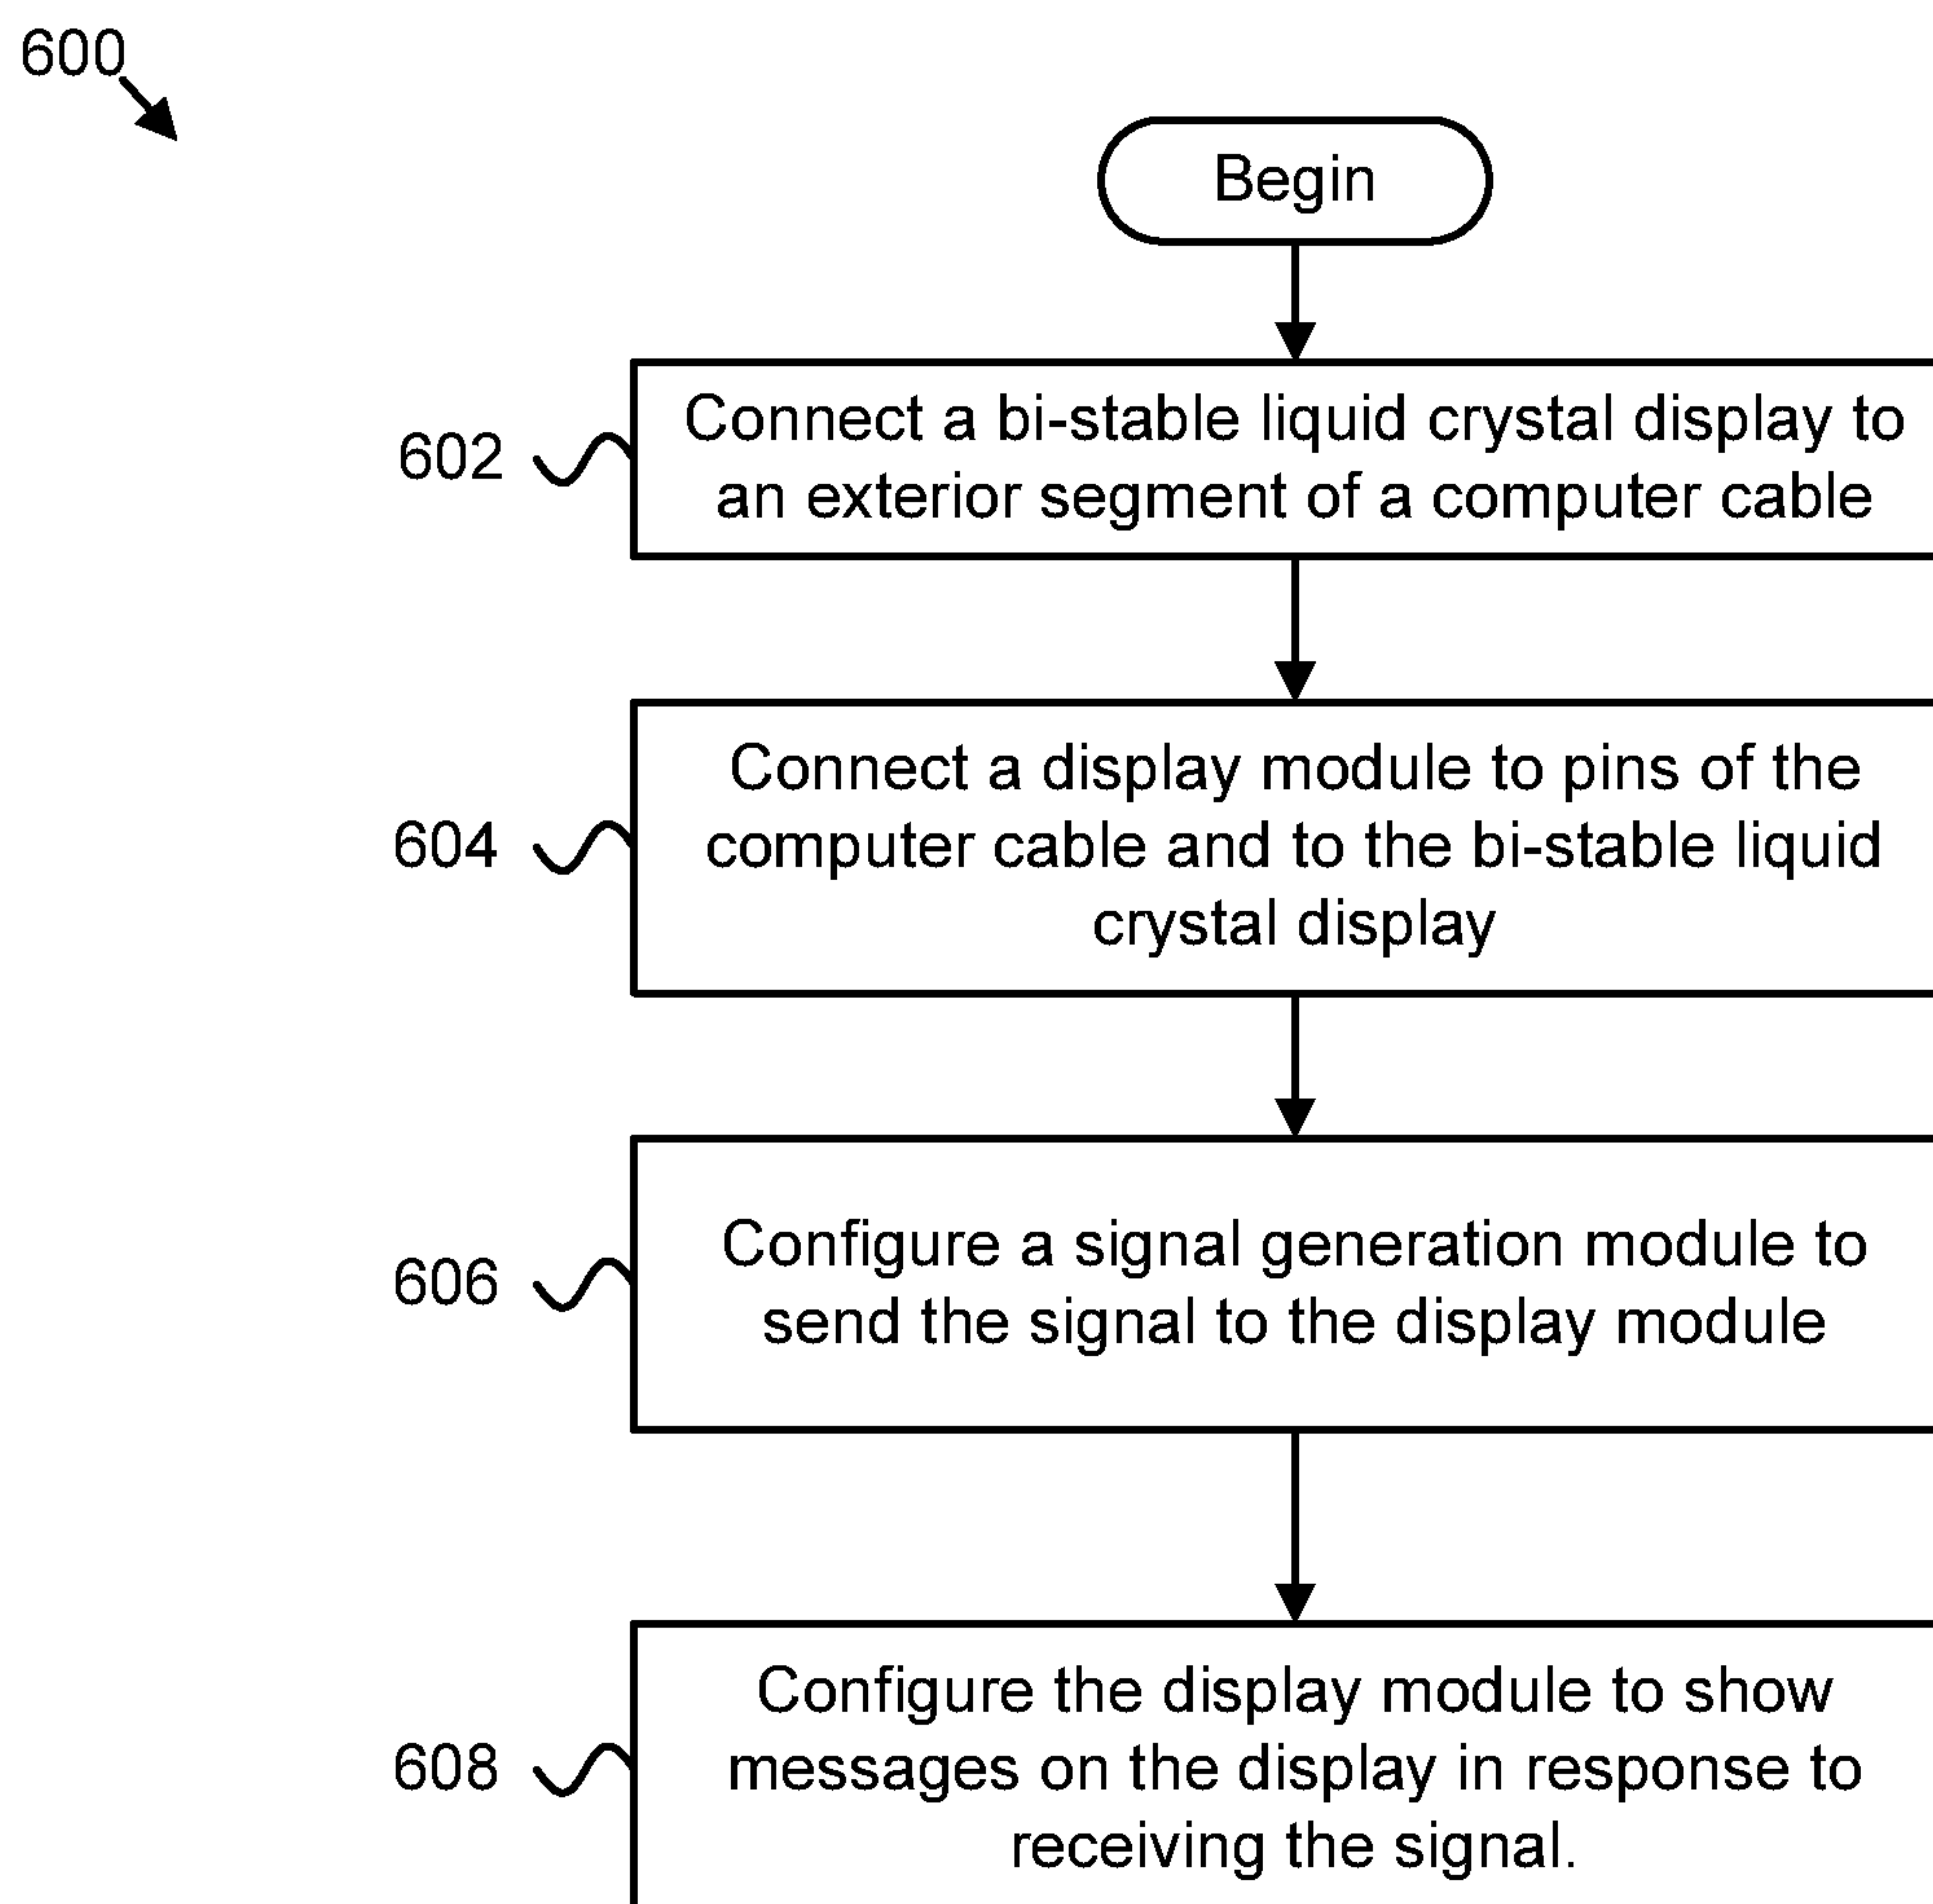 600
Begin
602
Connect a bi-stable liquid crystal display to
an exterior segment of a computer cable
604
Connect a display module to pins of the
computer cable and to the bi-stable liquid
crystal display
606
Configure a signal generation module to
send the signal to the display module
608
Configure the display module to show
messages on the display in response to
receiving the signal.